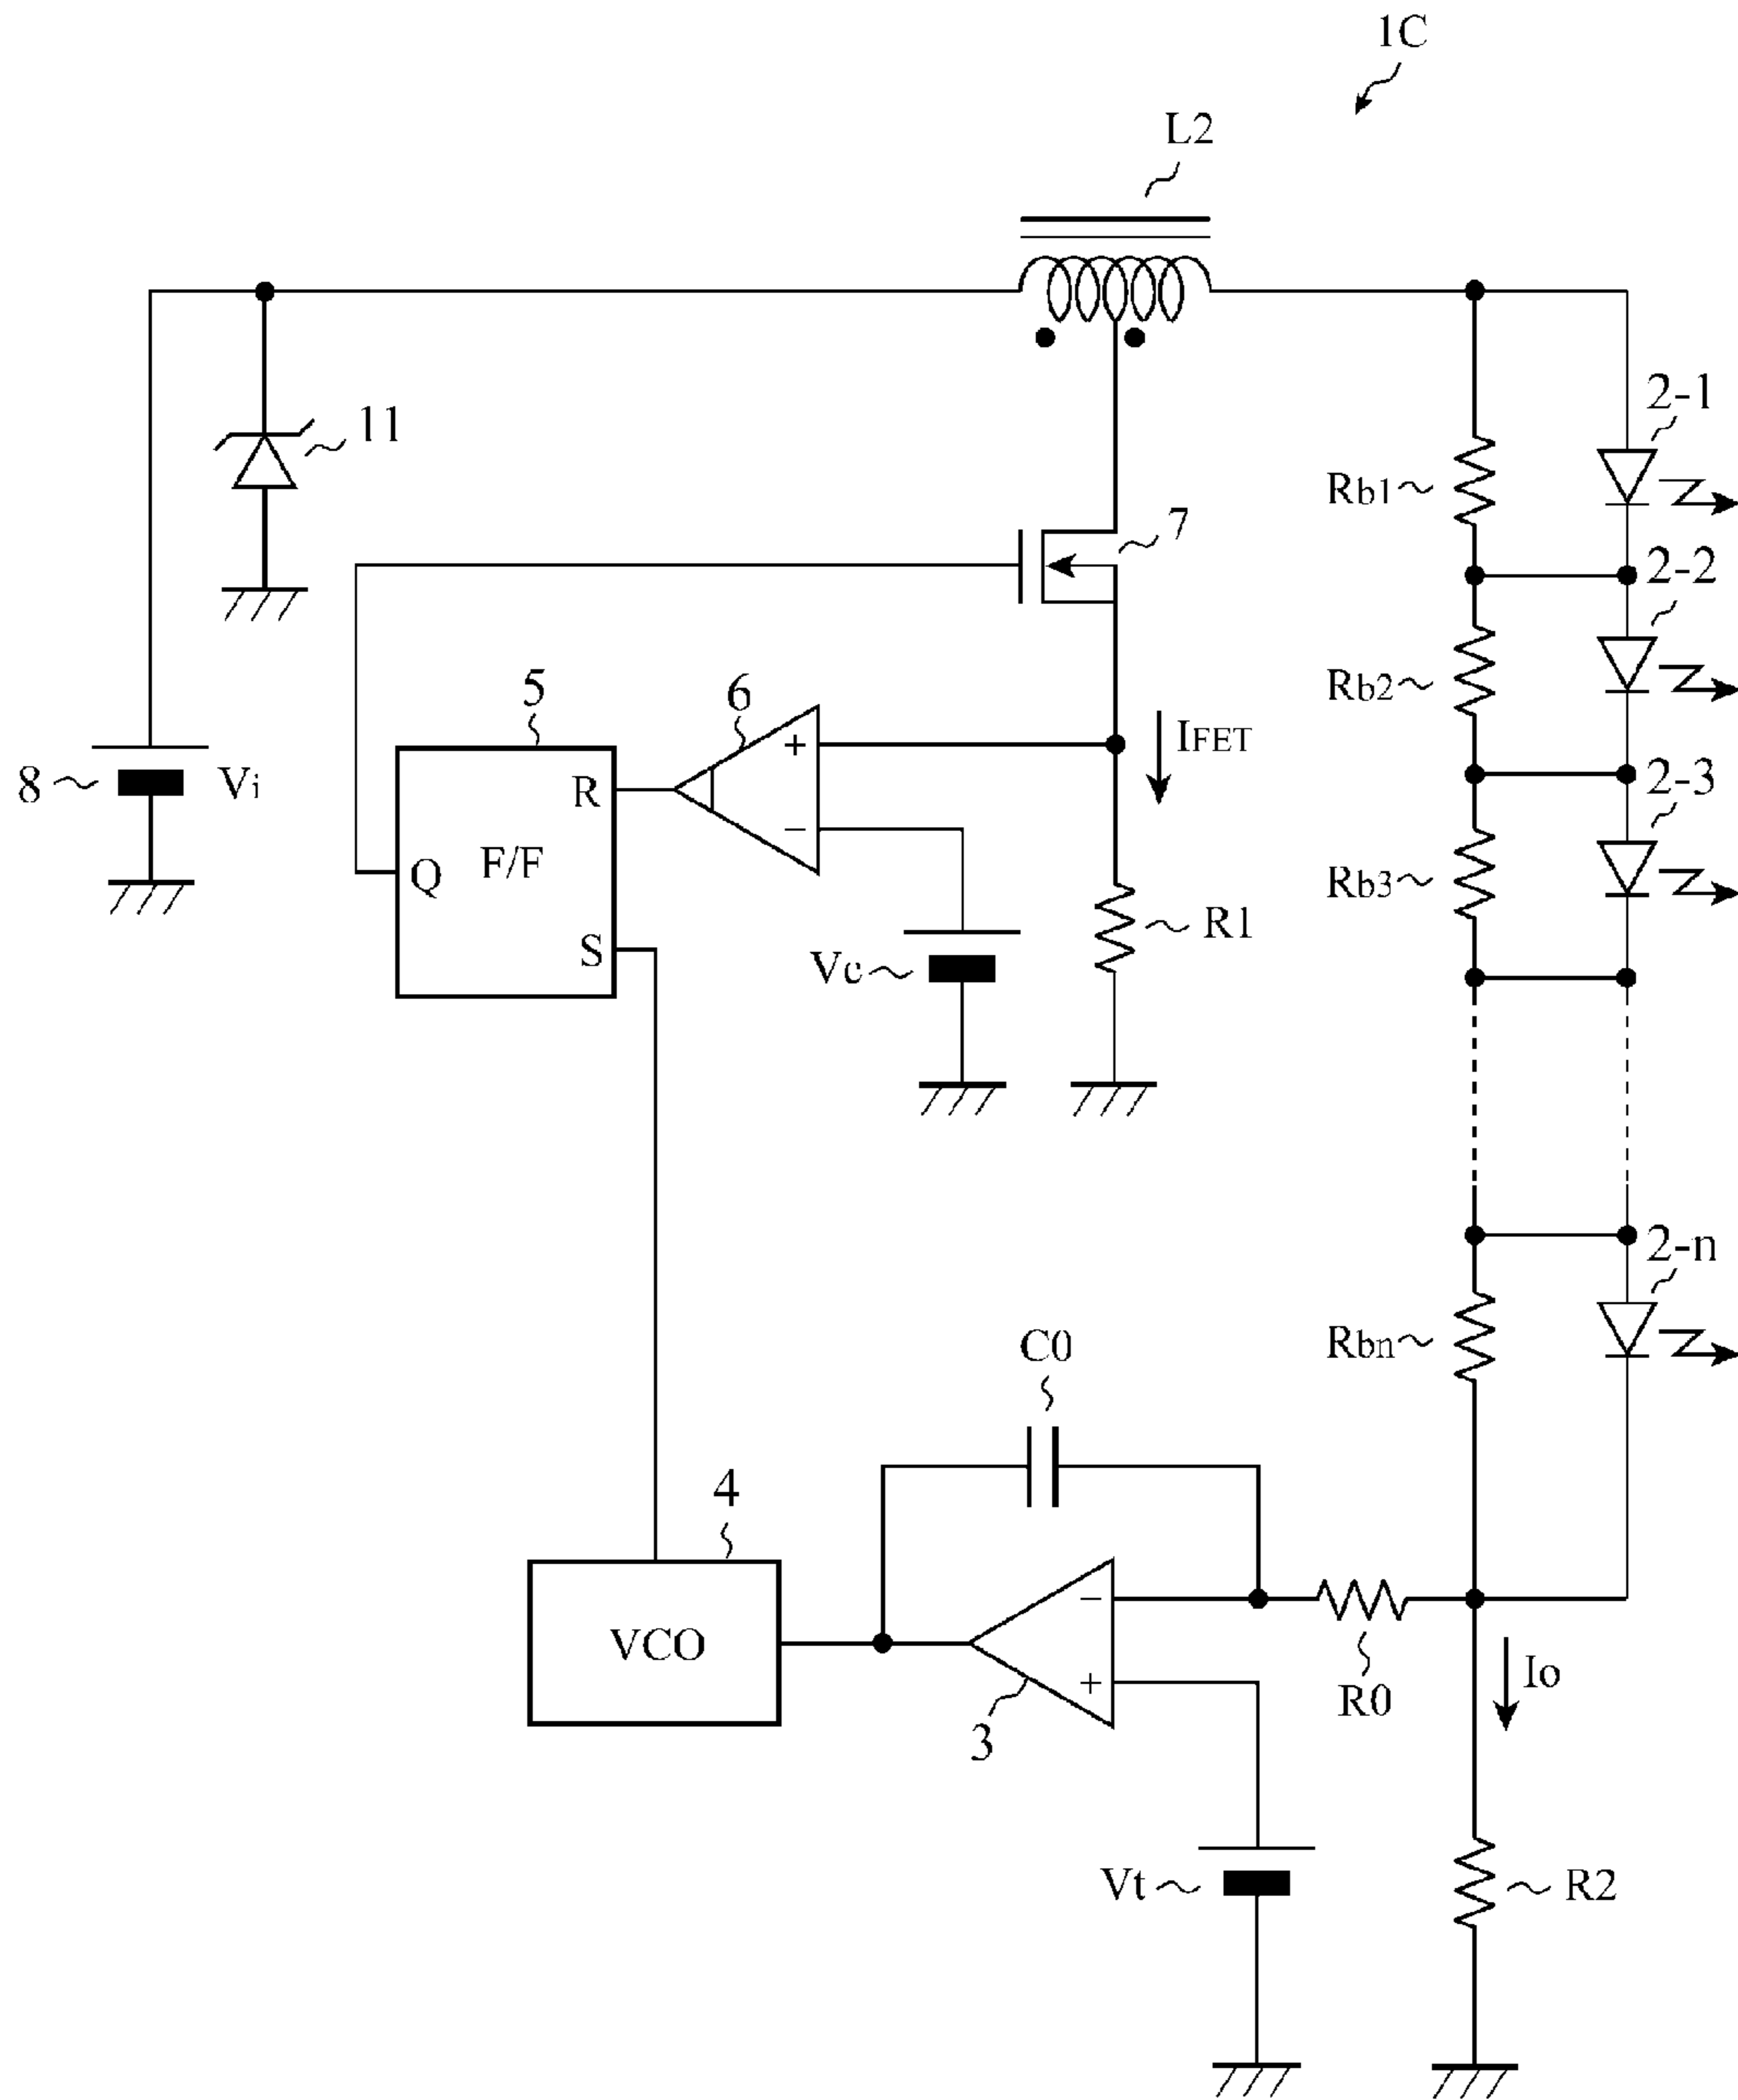 1C
L2
11
2-1
Rb1
7
2-2
5
6
Rb2
IFET
+
2-3
8
Vi
R
−
F/F
Q
Rb3
R1
S
Vc
2-n
C0
Rbn
4
−
VCO
Io
+
R0
3
Vt
R2